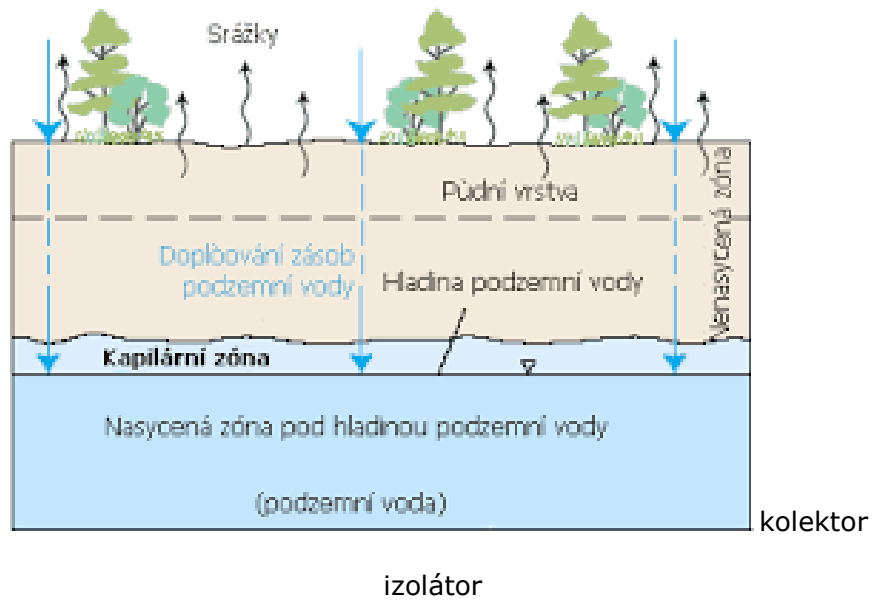 Srážky
Půdní vrstva
Nenasycená zóna
Doplòování zásob
podzemní vody
Hladina podzemní vody
Kapilární zóna
Nasycená zóna pod hladinou podzemní vody
(podzemní voda)
kolektor
izolátor